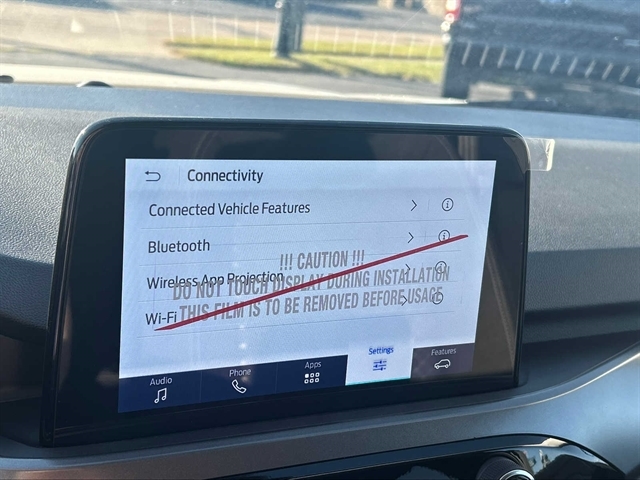 Connectivity
Connected Vehicle Features
Bluetooth
!!! CAUTION !!!
Wireless App Projection
DO NOT TOUCH DISPLAY DURING INSTALLATION
THIS FILM IS TO BE REMOVED BEFORE USAGE
Wi-Fi
Audio Phone Apps Settings Features